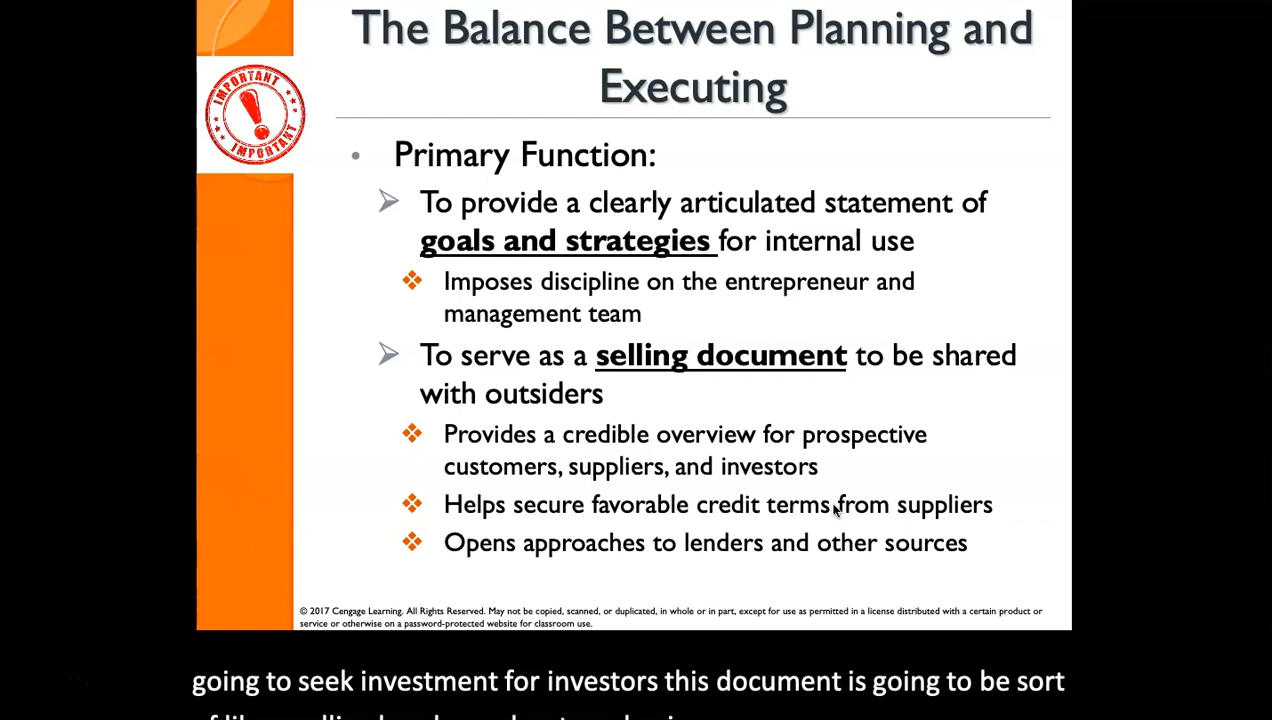 The Balance Between Planning and
Executing
IMPORTANT
IMPORTANT
• Primary Function:
To provide a clearly articulated statement of
goals and strategies for internal use
Imposes discipline on the entrepreneur and
management team
To serve as a selling document to be shared
with outsiders
Provides a credible overview for prospective
customers, suppliers, and investors
Helps secure favorable credit terms from suppliers
Opens approaches to lenders and other sources
© 2017 Cengage Learning. All Rights Reserved. May not be copied, scanned, or duplicated, in whole or in part, except for use as permitted in a license distributed with a certain product or
service or otherwise on a password-protected website for classroom use.
going to seek investment for investors this document is going to be sort